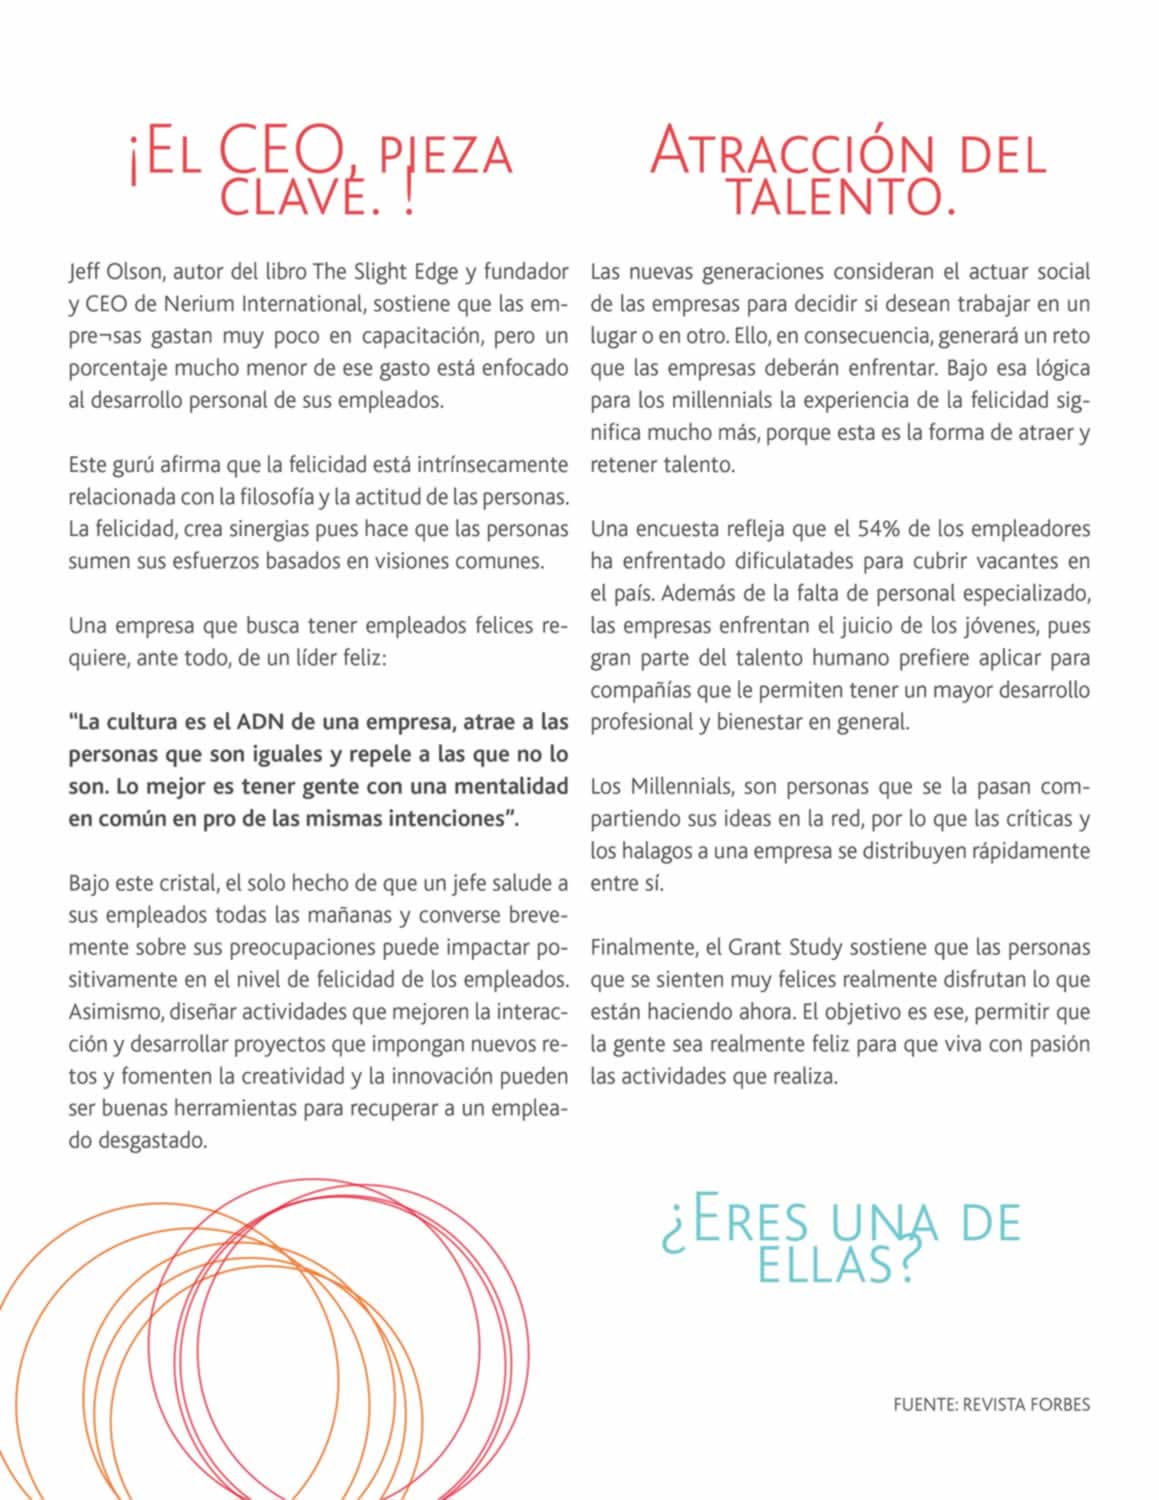 ¡El CEO, pieza
clave. !
Jeff Olson, autor del libro The Slight Edge y fundador
y CEO de Nerium International, sostiene que las em-
pre¬sas gastan muy poco en capacitación, pero un
porcentaje mucho menor de ese gasto está enfocado
al desarrollo personal de sus empleados.
Este gurú afirma que la felicidad está intrínsecamente
relacionada con la filosofía y la actitud de las personas.
La felicidad, crea sinergias pues hace que las personas
sumen sus esfuerzos basados en visiones comunes.
Una empresa que busca tener empleados felices re-
quiere, ante todo, de un líder feliz:
“La cultura es el ADN de una empresa, atrae a las
personas que son iguales y repele a las que no lo
son. Lo mejor es tener gente con una mentalidad
en común en pro de las mismas intenciones”.
Bajo este cristal, el solo hecho de que un jefe salude a
sus empleados todas las mañanas y converse breve-
mente sobre sus preocupaciones puede impactar po-
sitivamente en el nivel de felicidad de los empleados.
Asimismo, diseñar actividades que mejoren la interac-
ción y desarrollar proyectos que impongan nuevos re-
tos y fomenten la creatividad y la innovación pueden
ser buenas herramientas para recuperar a un emplea-
do desgastado.
Atracción del
talento.
Las nuevas generaciones consideran el actuar social
de las empresas para decidir si desean trabajar en un
lugar o en otro. Ello, en consecuencia, generará un reto
que las empresas deberán enfrentar. Bajo esa lógica
para los millennials la experiencia de la felicidad sig-
nifica mucho más, porque esta es la forma de atraer y
retener talento.
Una encuesta refleja que el 54% de los empleadores
ha enfrentado dificulatades para cubrir vacantes en
el país. Además de la falta de personal especializado,
las empresas enfrentan el juicio de los jóvenes, pues
gran parte del talento humano prefiere aplicar para
compañías que le permiten tener un mayor desarrollo
profesional y bienestar en general.
Los Millennials, son personas que se la pasan com-
partiendo sus ideas en la red, por lo que las críticas y
los halagos a una empresa se distribuyen rápidamente
entre sí.
Finalmente, el Grant Study sostiene que las personas
que se sienten muy felices realmente disfrutan lo que
están haciendo ahora. El objetivo es ese, permitir que
la gente sea realmente feliz para que viva con pasión
las actividades que realiza.
¿Eres una de
ellas?
FUENTE: REVISTA FORBES